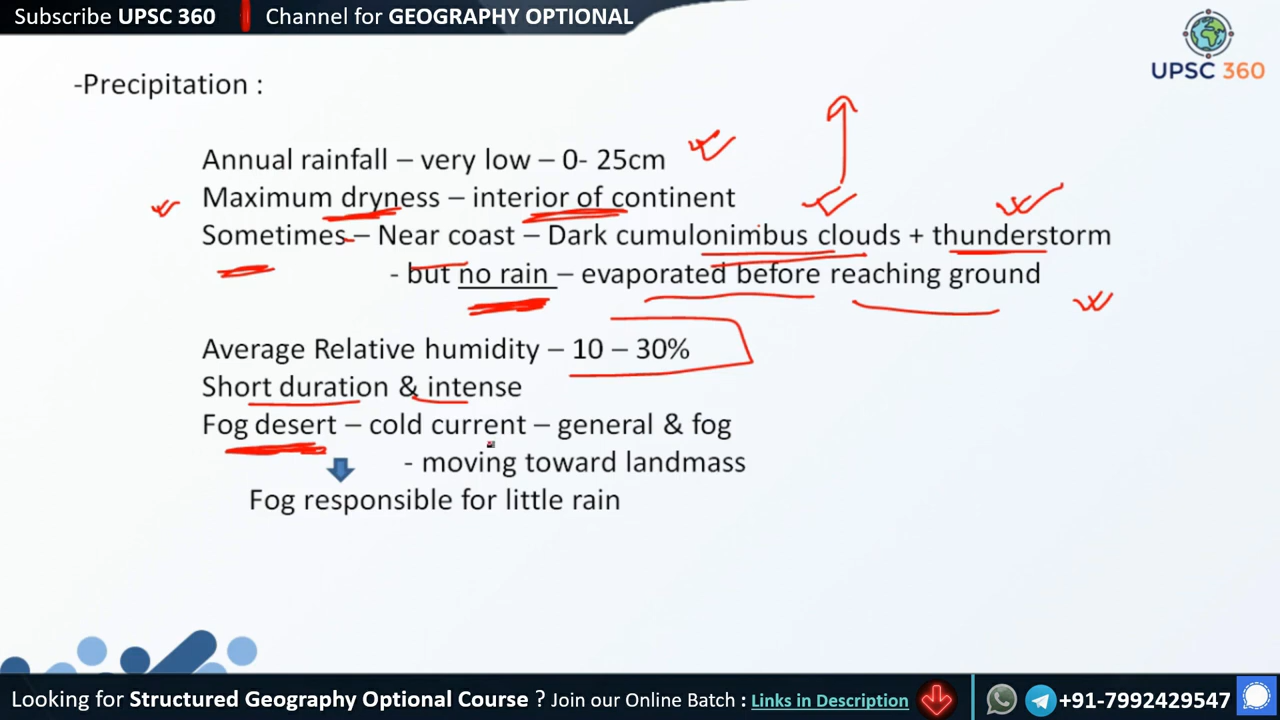 Subscribe UPSC 360 Channel for GEOGRAPHY OPTIONAL
UPSC 360
-Precipitation :
Annual rainfall – very low – 0- 25cm
Maximum dryness – interior of continent
Sometimes – Near coast – Dark cumulonimbus clouds + thunderstorm
- but no rain – evaporated before reaching ground
Average Relative humidity – 10 – 30%
Short duration & intense
Fog desert – cold current – general & fog
- moving toward landmass
Fog responsible for little rain
Looking for Structured Geography Optional Course ? Join our Online Batch : Links in Description
+91-7992429547